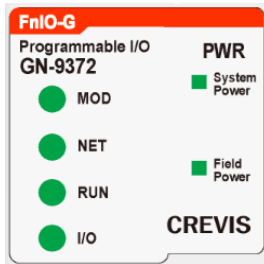 FnIO-G
Programmable I/O
GN-9372
PWR
System
Power
MOD
NET
Field
Power
RUN
I/O
CREVIS